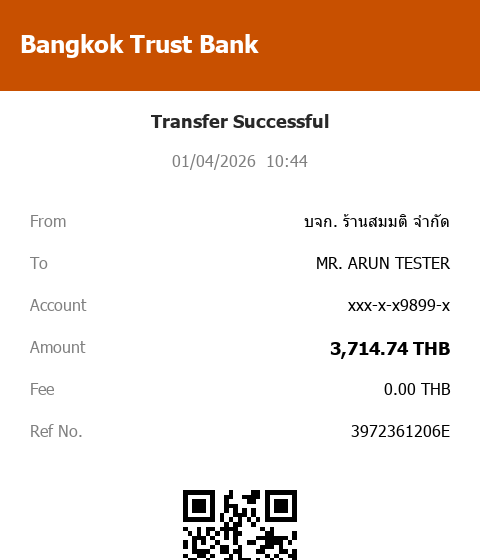 Bangkok Trust Bank
Transfer Successful
01/04/2026 10:44
From บจก. ร้านสมมติ จำกัด
To MR. ARUN TESTER
Account xxx-x-x9899-x
Amount 3,714.74 THB
Fee 0.00 THB
Ref No. 3972361206E